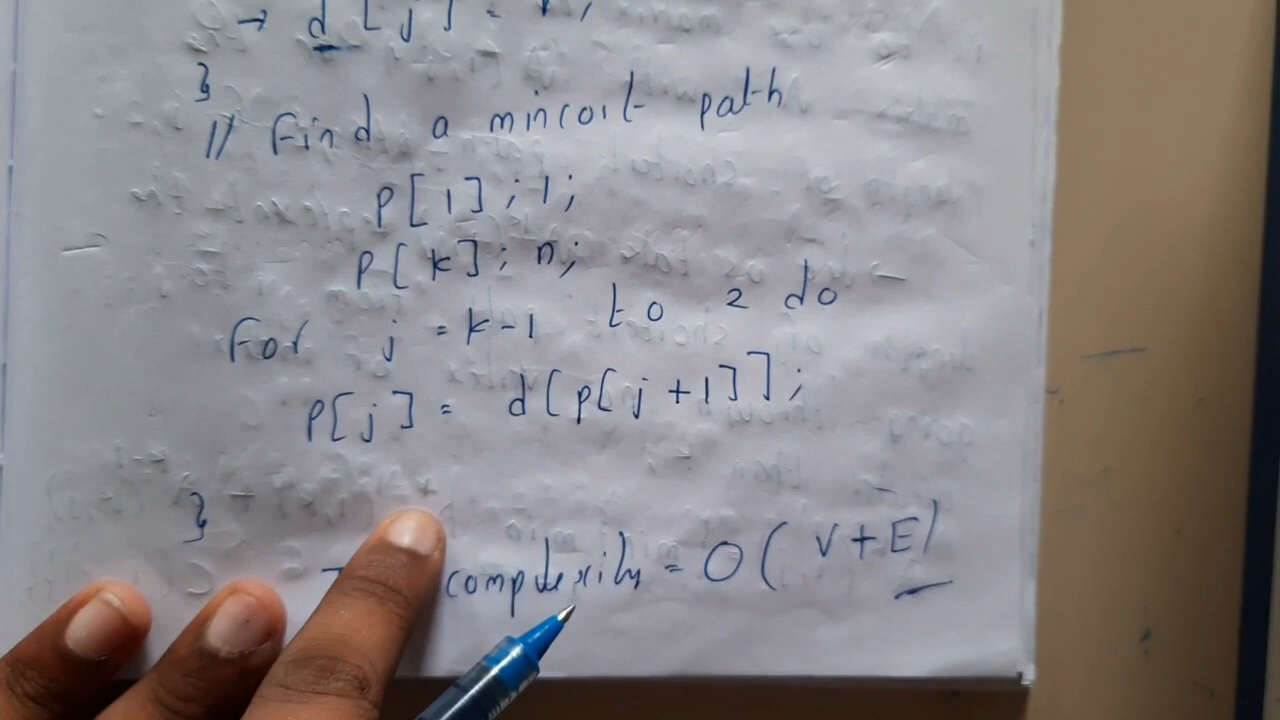 → d[j] = r;
}
// Find a mincost path
P[1] ; 1;
P[k] ; n;
For j = k-1 to 2 do
P[j] = d[p[j+1]];
}
complexity = O(V+E)